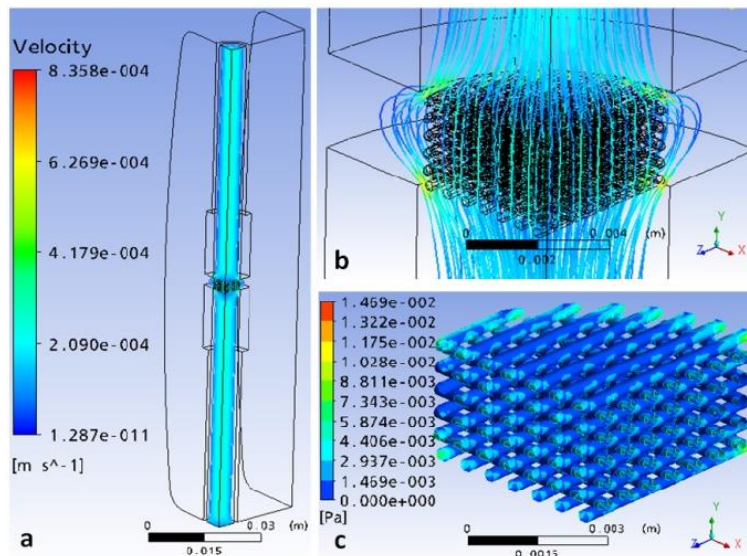 Velocity
8.358e-004
6.269e-004
4.179e-004
2.090e-004
1.287e-011
[m s^-1]
a
0 0.03 (m)
0.015
b
0 0.004 (m)
0.002
Y
Z X
1.469e-002
1.322e-002
1.175e-002
1.028e-002
8.811e-003
7.343e-003
5.874e-003
4.406e-003
2.937e-003
1.469e-003
0.000e+000
[Pa]
c
0 0.003 (m)
0.0015
Y
Z X